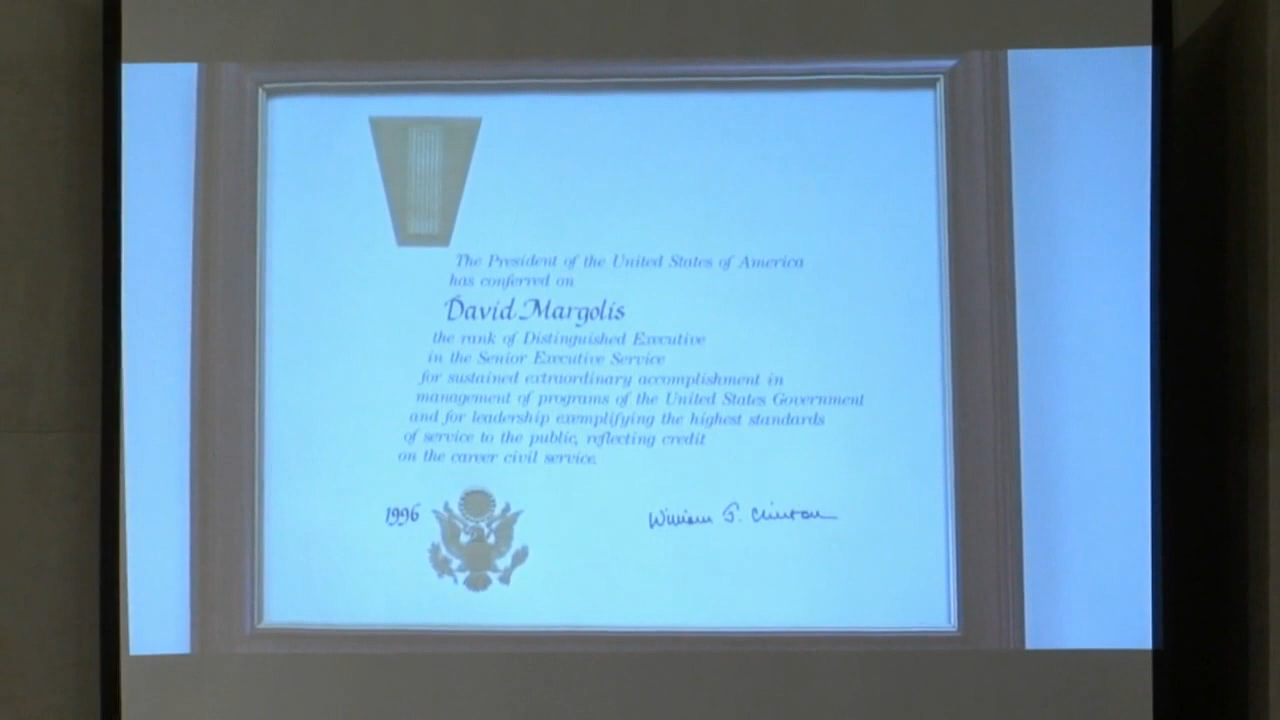 The President of the United States of America
has conferred on
David Margolis
the rank of Distinguished Executive
in the Senior Executive Service
for sustained extraordinary accomplishment in
management of programs of the United States Government
and for leadership exemplifying the highest standards
of service to the public, reflecting credit
on the career civil service.
1996
William J. Clinton